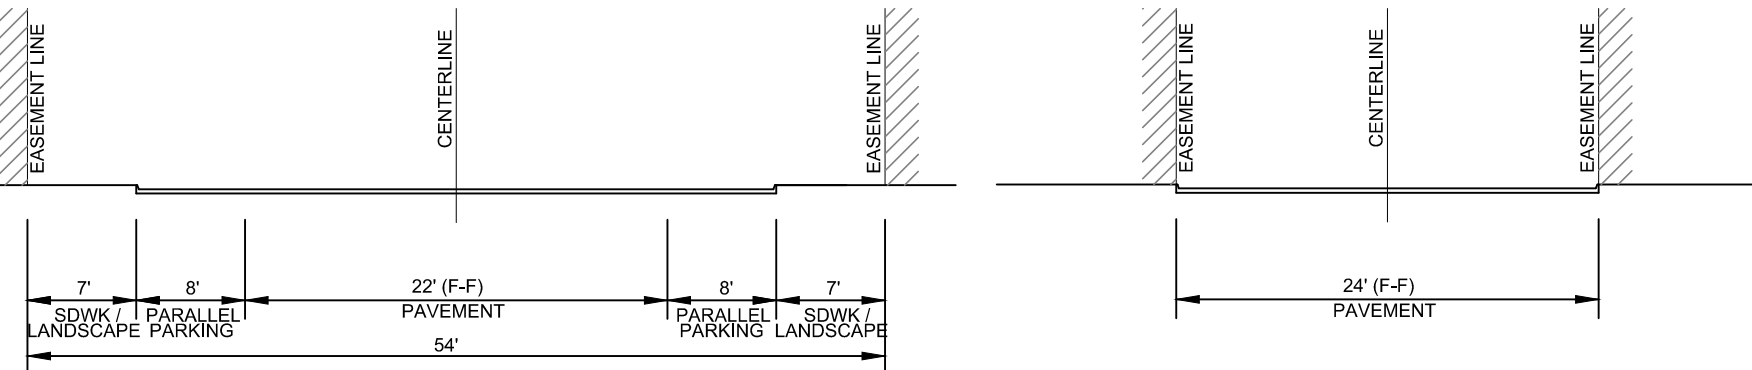 EASEMENT LINE
CENTERLINE
EASEMENT LINE
7'
SDWK /
LANDSCAPE
8'
PARALLEL
PARKING
22' (F-F)
PAVEMENT
8'
PARALLEL
PARKING
7'
SDWK /
LANDSCAPE
54'
EASEMENT LINE
CENTERLINE
EASEMENT LINE
24' (F-F)
PAVEMENT